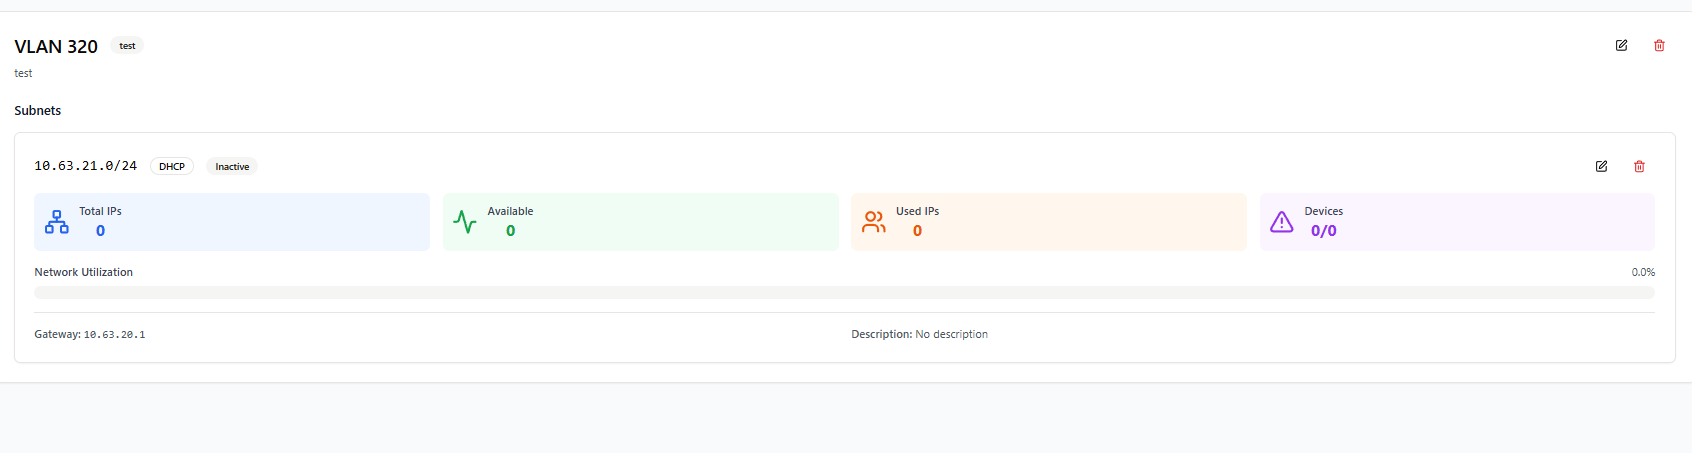 VLAN 320 test
test
Subnets
10.63.21.0/24 DHCP Inactive
Total IPs
0
Available
0
Used IPs
0
Devices
0/0
Network Utilization 0.0%
Gateway: 10.63.20.1 Description: No description